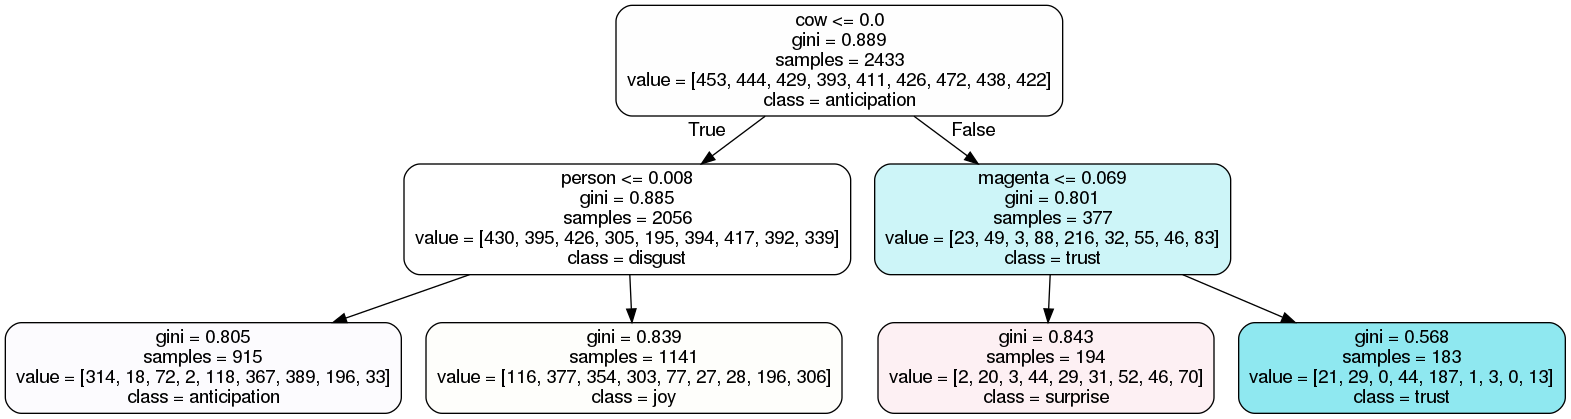 cow <= 0.0
gini = 0.889
samples = 2433
value = [453, 444, 429, 393, 411, 426, 472, 438, 422]
class = anticipation
True
False
person <= 0.008
gini = 0.885
samples = 2056
value = [430, 395, 426, 305, 195, 394, 417, 392, 339]
class = disgust
magenta <= 0.069
gini = 0.801
samples = 377
value = [23, 49, 3, 88, 216, 32, 55, 46, 83]
class = trust
gini = 0.805
samples = 915
value = [314, 18, 72, 2, 118, 367, 389, 196, 33]
class = anticipation
gini = 0.839
samples = 1141
value = [116, 377, 354, 303, 77, 27, 28, 196, 306]
class = joy
gini = 0.843
samples = 194
value = [2, 20, 3, 44, 29, 31, 52, 46, 70]
class = surprise
gini = 0.568
samples = 183
value = [21, 29, 0, 44, 187, 1, 3, 0, 13]
class = trust